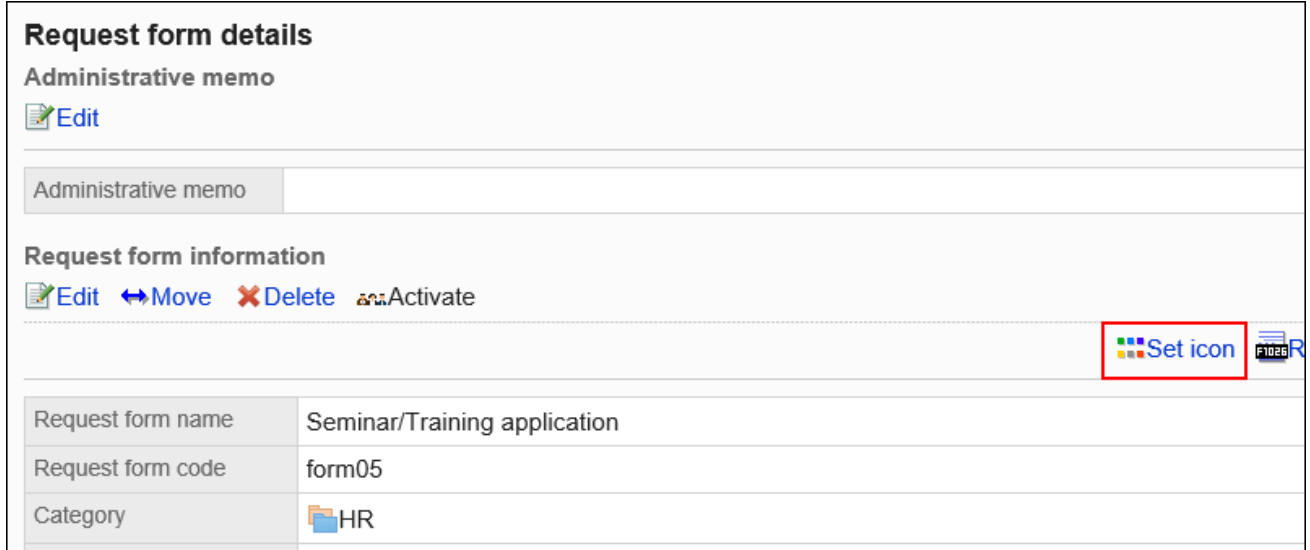 Request form details
Administrative memo
Edit
Administrative memo
Request form information
Edit Move Delete Activate
Set icon F1026 R
Request form name Seminar/Training application
Request form code form05
Category HR